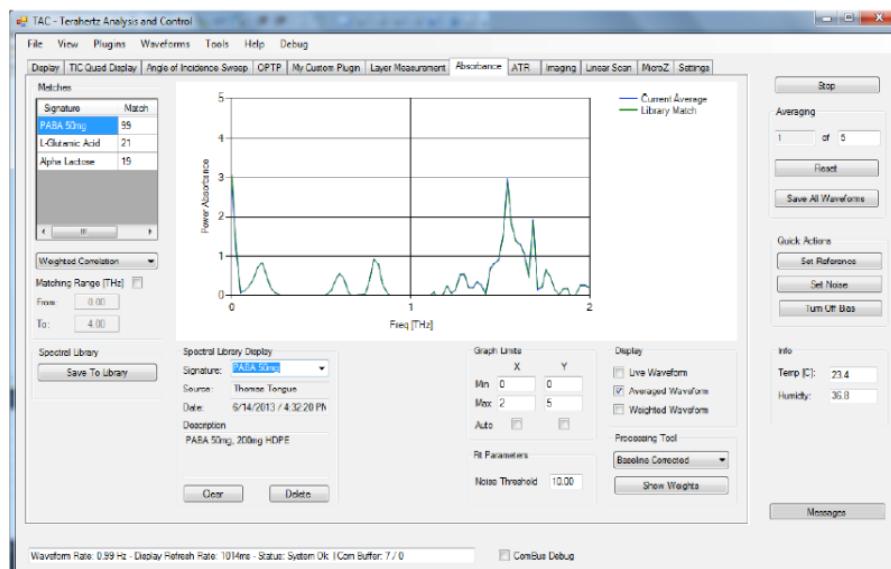 TAC - Terahertz Analysis and Control
File View Plugins Waveforms Tools Help Debug
Display TIC Quad Display Angle of Incidence Sweep OPTP My Custom Plugin Layer Measurement Absorbance ATR Imaging Linear Scan MicroZ Settings
Matches
Signature Match
PABA 50mg 99
L-Glutamic Acid 21
Alpha Lactose 19
Weighted Correlation
Matching Range [THz]
From: 0.00
To: 4.00
Spectral Library
Save To Library
Current Average
Library Match
5
4
3
2
1
0
Power Absorbance
0 1 2
Freq [THz]
Spectral Library Display
Signature: PABA 50mg
Source: Thomas Tongue
Date: 6/14/2013 / 4:32:20 PM
Description
PABA 50mg, 200mg HDPE
Clear Delete
Graph Limits
X Y
Min 0 0
Max 2 5
Auto
Fit Parameters
Noise Threshold 10.00
Display
Live Waveform
Averaged Waveform
Weighted Waveform
Processing Tool
Baseline Corrected
Show Weights
Stop
Averaging
1 of 5
Reset
Save All Waveforms
Quick Actions
Set Reference
Set Noise
Turn Off Bias
Info
Temp [C]: 23.4
Humidity: 36.8
Messages
Waveform Rate: 0.99 Hz - Display Refresh Rate: 1014ms - Status: System Ok | Com Buffer: 7 / 0
ComBus Debug